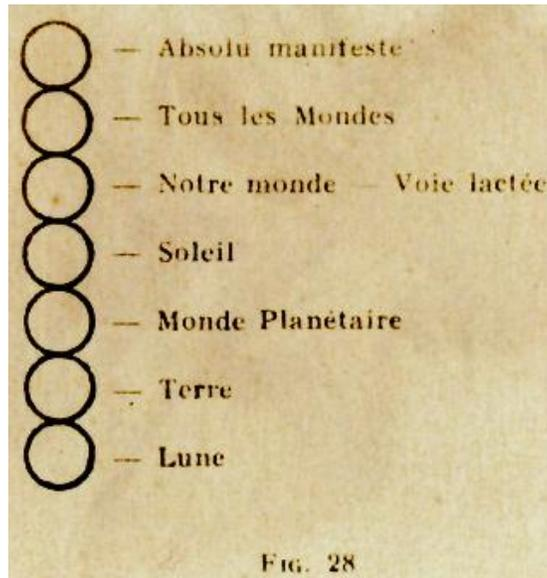 — Absolu manifeste
— Tous les Mondes
— Notre monde — Voie lactée
— Soleil
— Monde Planétaire
— Terre
— Lune
FIG. 28